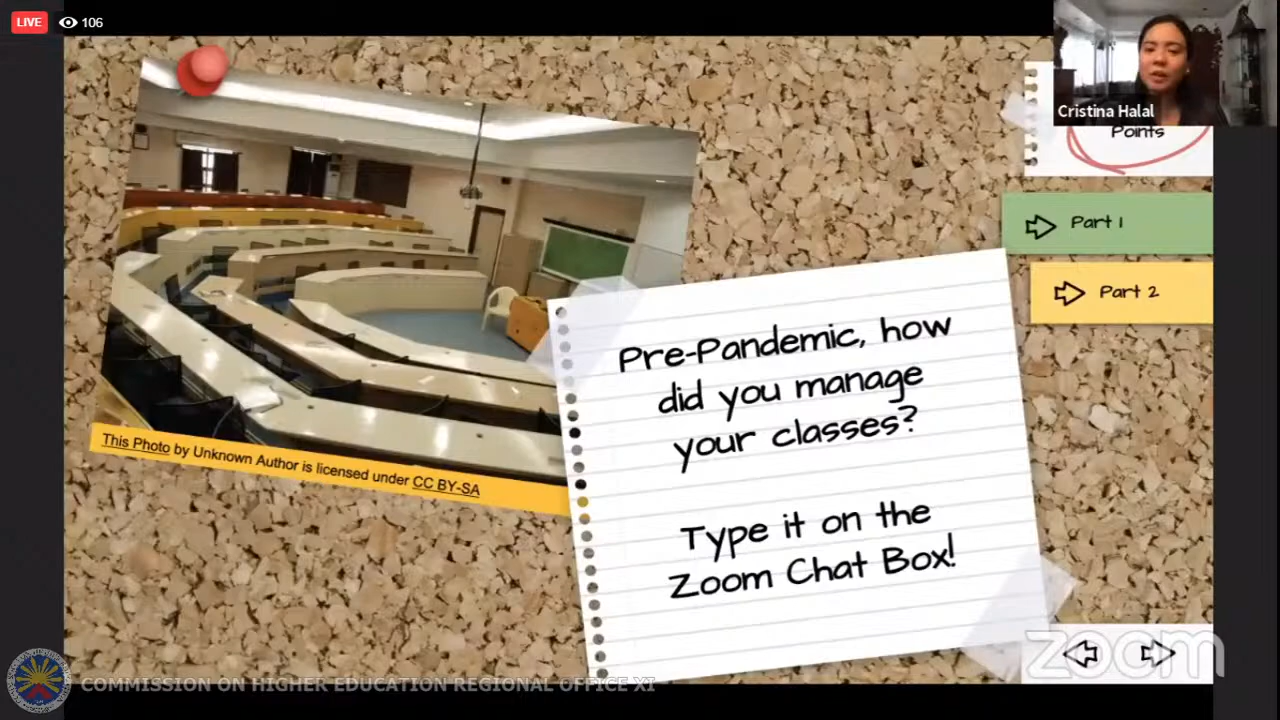 LIVE 106
Cristina Halal
Points
Part 1
Part 2
This Photo by Unknown Author is licensed under CC BY-SA
Pre-Pandemic, how
did you manage
your classes?
Type it on the
Zoom Chat Box!
zoom
COMMISSION ON HIGHER EDUCATION REGIONAL OFFICE XI